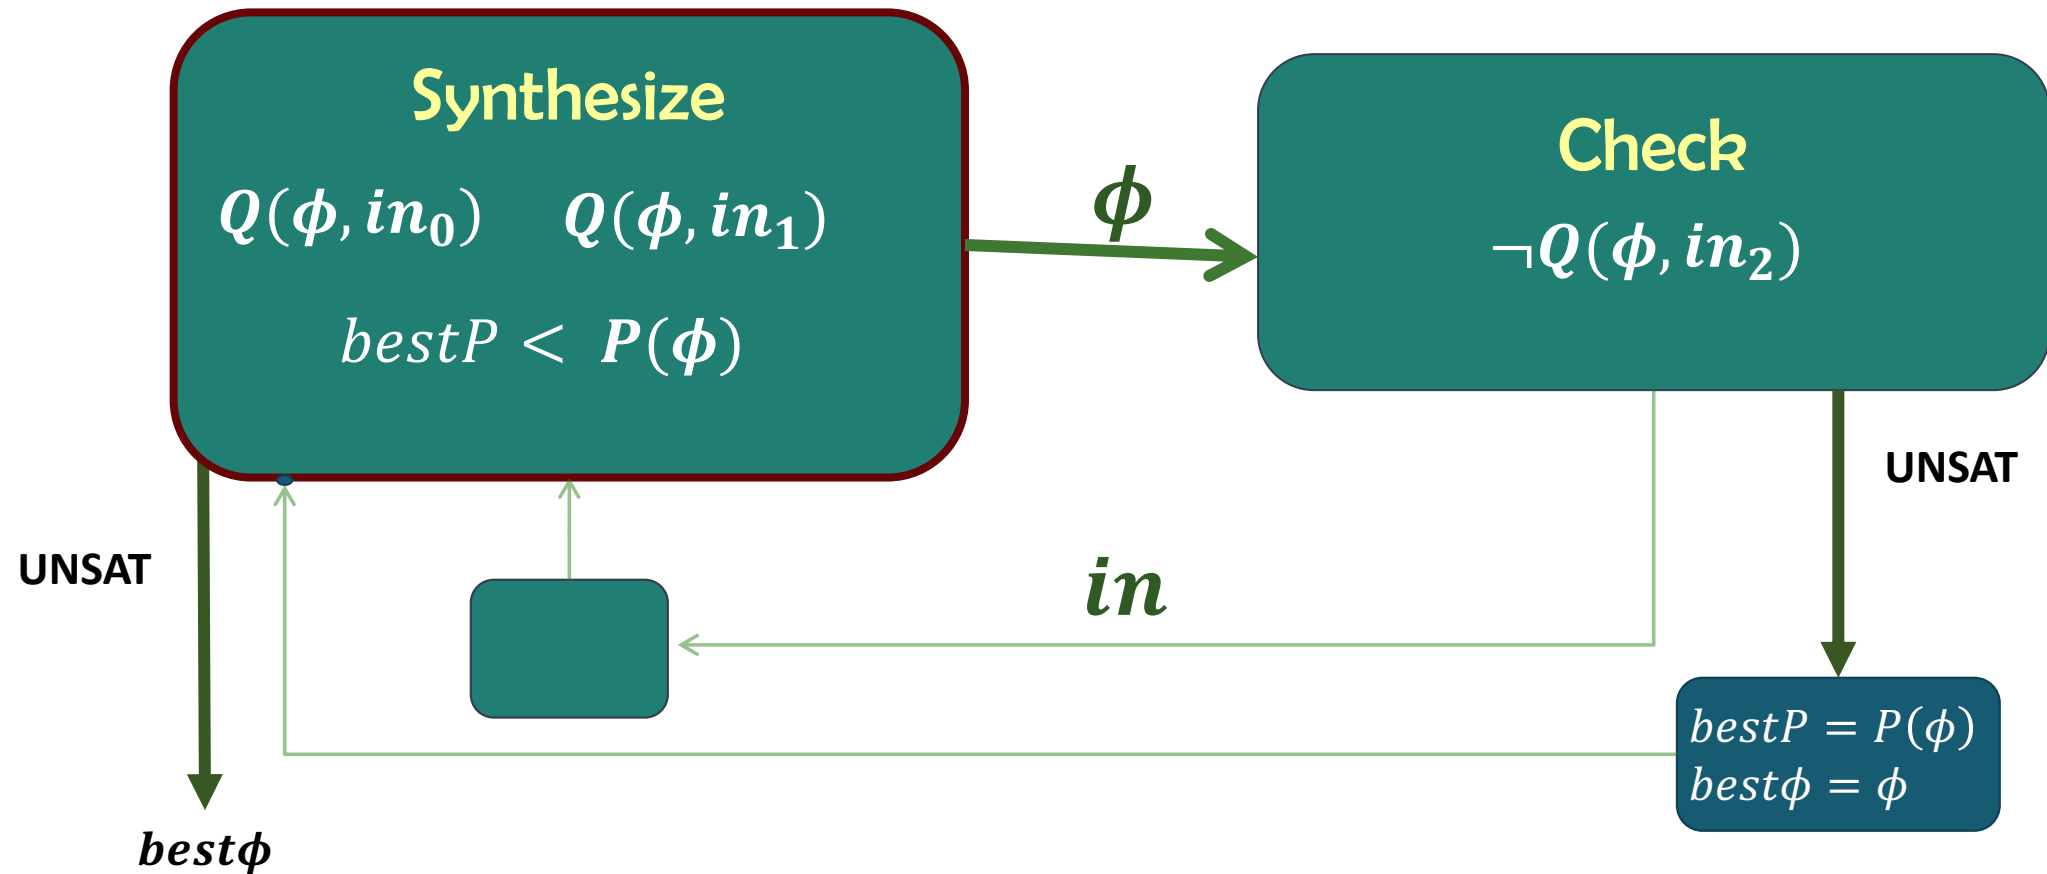 Synthesize
Q(ϕ, in₀) Q(ϕ, in₁)
bestP < P(ϕ)
ϕ
Check
¬Q(ϕ, in₂)
UNSAT
UNSAT
in
bestP = P(ϕ)
bestϕ = ϕ
bestϕ